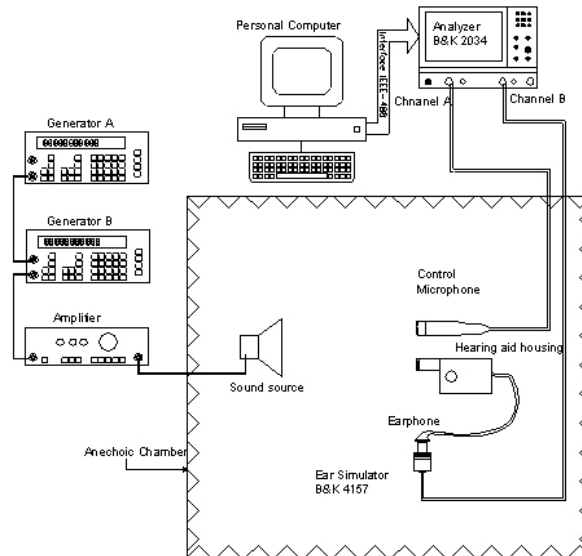 Personal Computer
Interface IEEE-488
Analyzer
B&K 2034
Chnannel A
Channel B
Generator A
Generator B
Amplifier
Control
Microphone
Hearing aid housing
Sound source
Earphone
Anechoic Chamber
Ear Simulator
B&K 4157